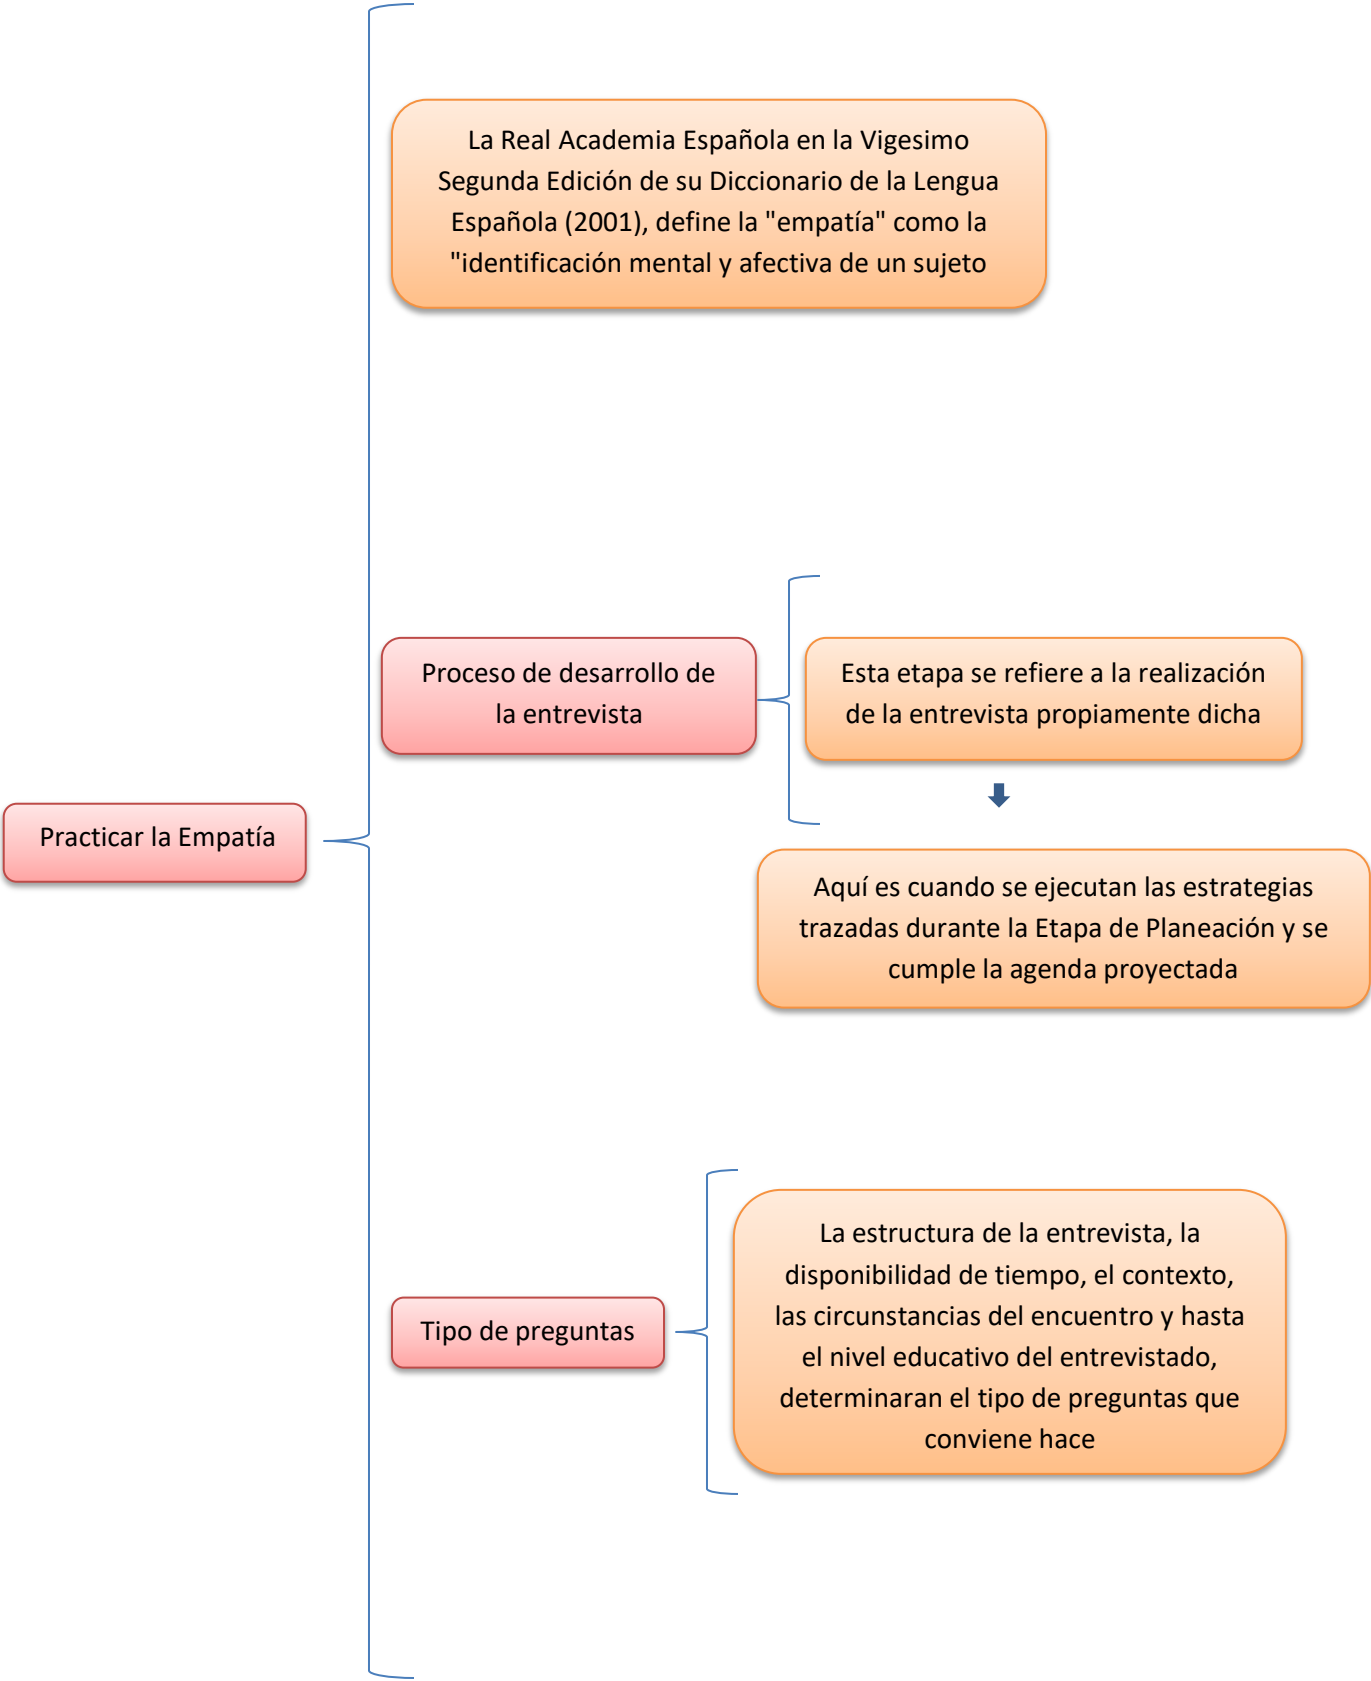 La Real Academia Española en la Vigesimo
Segunda Edición de su Diccionario de la Lengua
Española (2001), define la "empatía" como la
"identificación mental y afectiva de un sujeto
Proceso de desarrollo de
la entrevista
Esta etapa se refiere a la realización
de la entrevista propiamente dicha
Practicar la Empatía
Aquí es cuando se ejecutan las estrategias
trazadas durante la Etapa de Planeación y se
cumple la agenda proyectada
Tipo de preguntas
La estructura de la entrevista, la
disponibilidad de tiempo, el contexto,
las circunstancias del encuentro y hasta
el nivel educativo del entrevistado,
determinaran el tipo de preguntas que
conviene hace